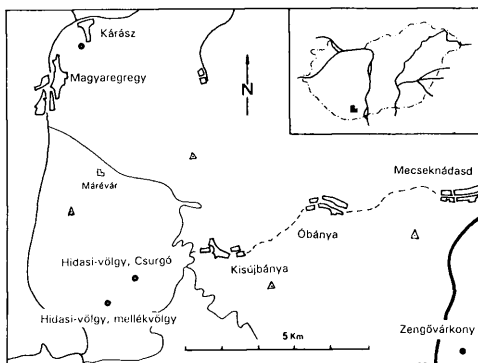 Kárász
Magyaregregy
N
Mecseknádasd
Márévár
Óbánya
Hidasi-völgy, Csurgó
Kisújbánya
Hidasi-völgy, mellékvölgy
5 Km
Zengővárkony